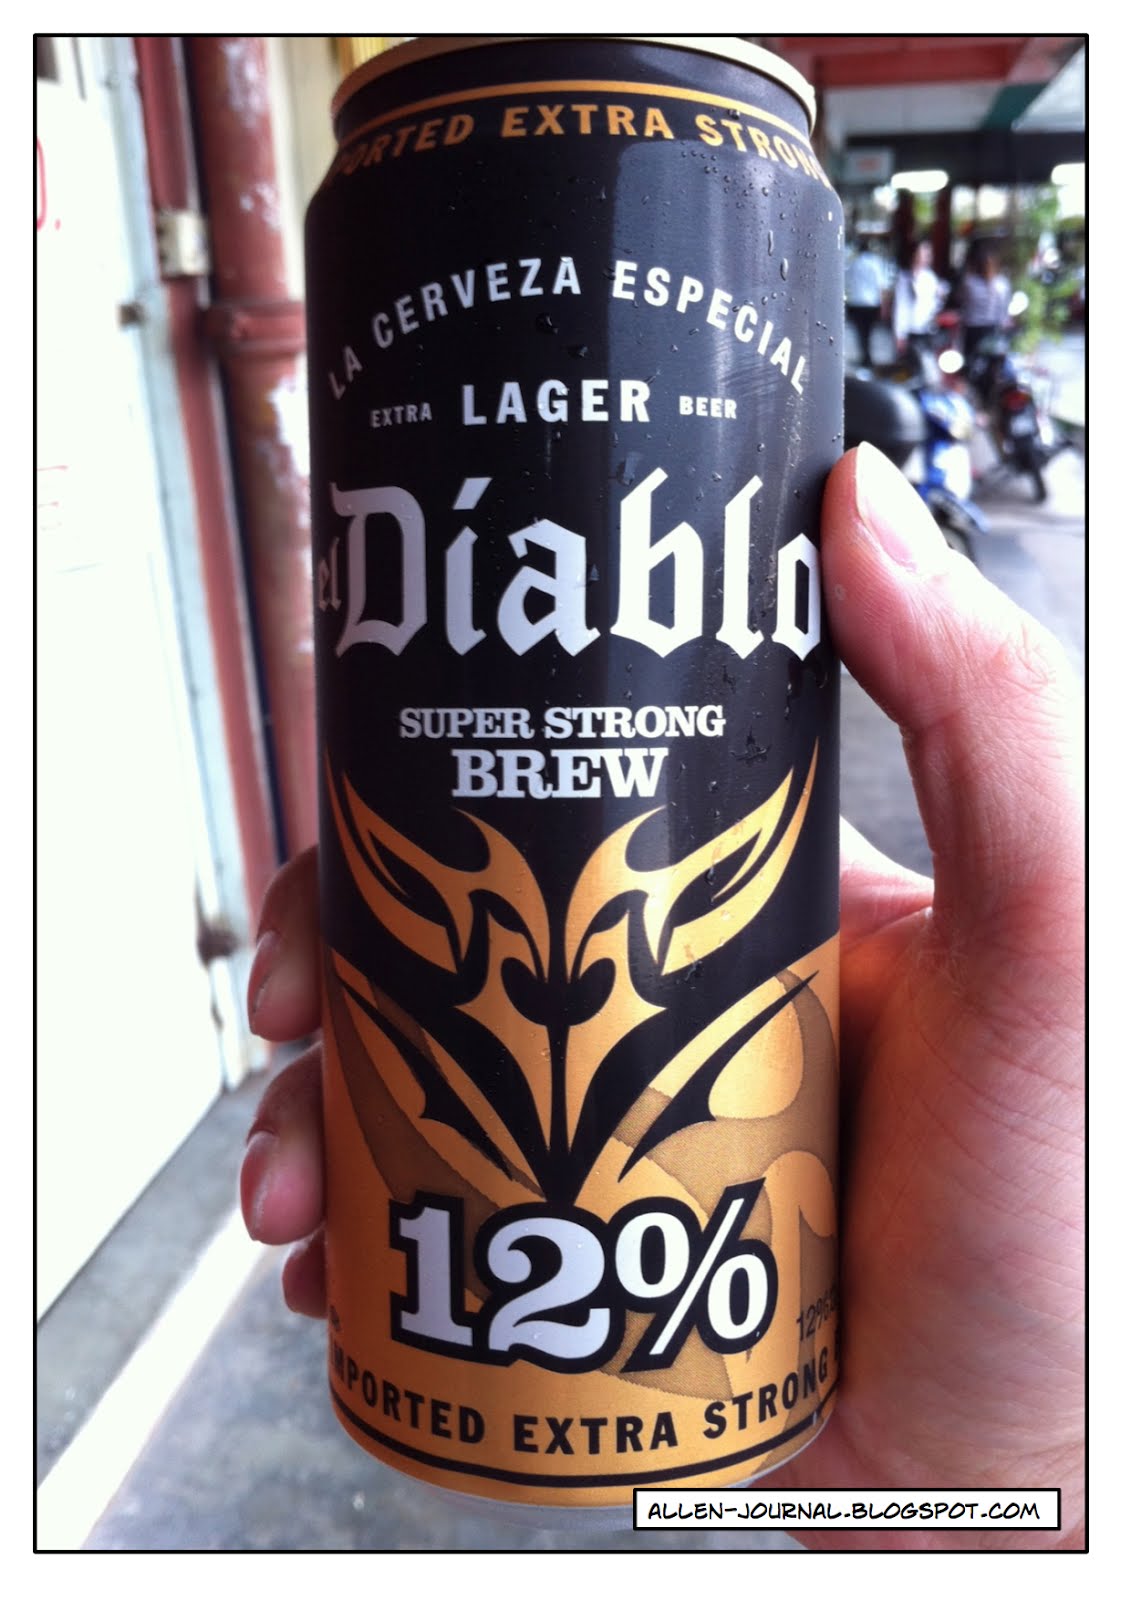 IMPORTED EXTRA STRONG
LA CERVEZA ESPECIAL
EXTRA LAGER BEER
el Diablo
SUPER STRONG
BREW
12%
IMPORTED EXTRA STRONG
ALLEN-JOURNAL.BLOGSPOT.COM